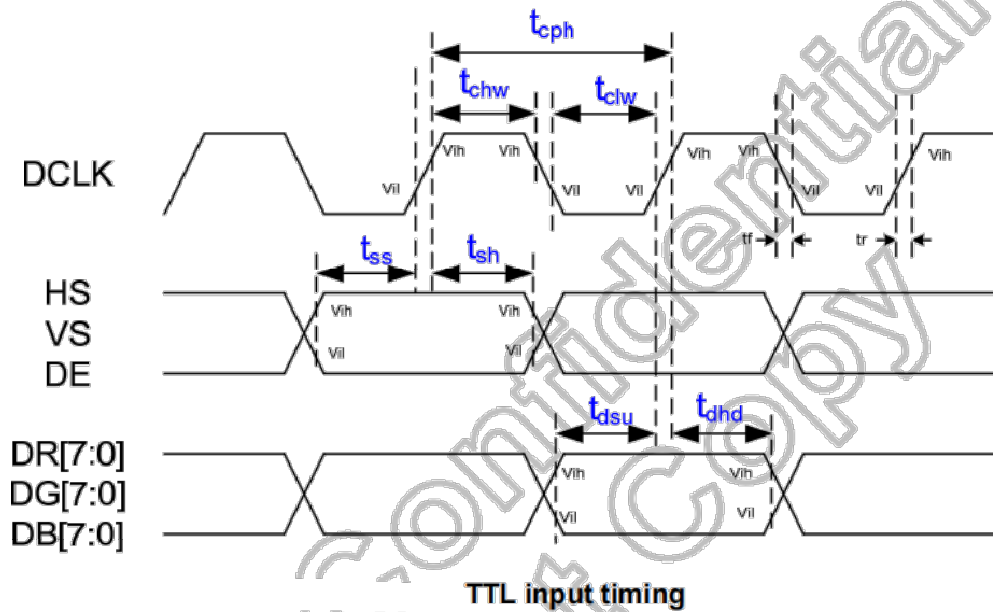 tcph
tchw tclw
DCLK
Vih Vih Vih Vih Vih
Vil Vil Vil Vil Vil
tf tr
tss tsh
HS
VS
DE
Vih Vih
Vil Vil
tdsu tdhd
DR[7:0]
DG[7:0]
DB[7:0]
Vih Vih
Vil Vil
TTL input timing
Confidential
Copy